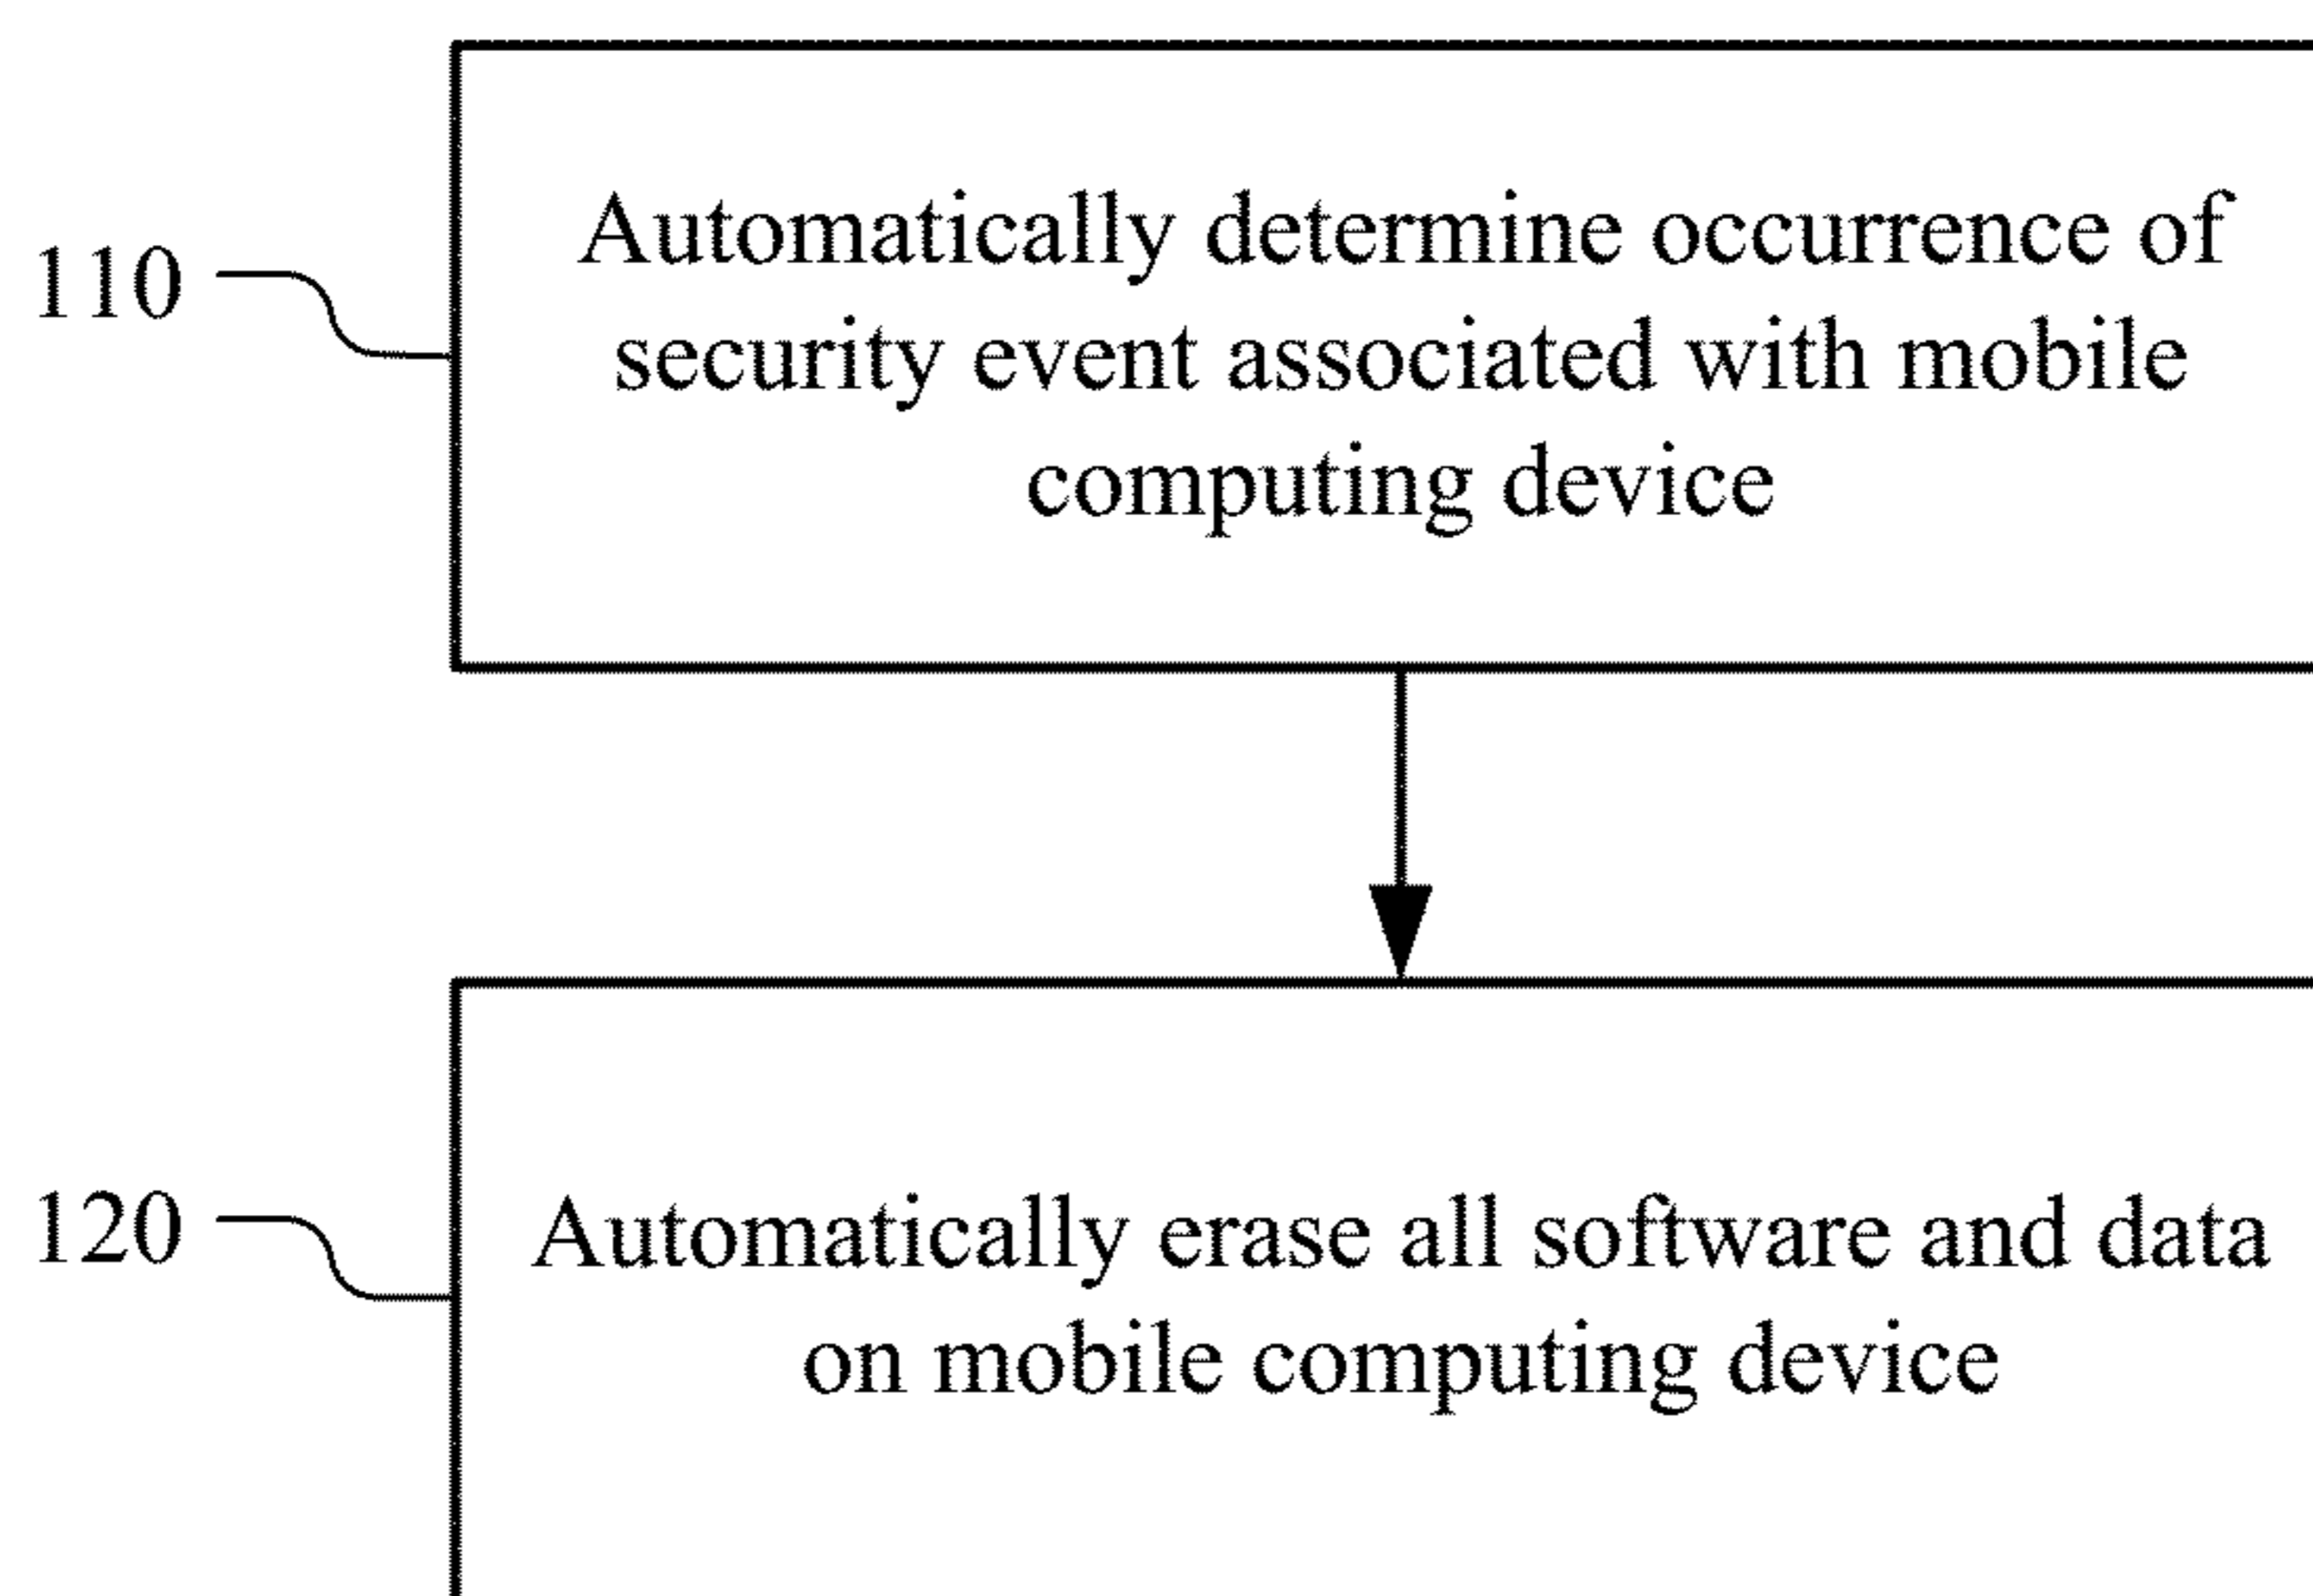 110
Automatically determine occurrence of
security event associated with mobile
computing device
120
Automatically erase all software and data
on mobile computing device